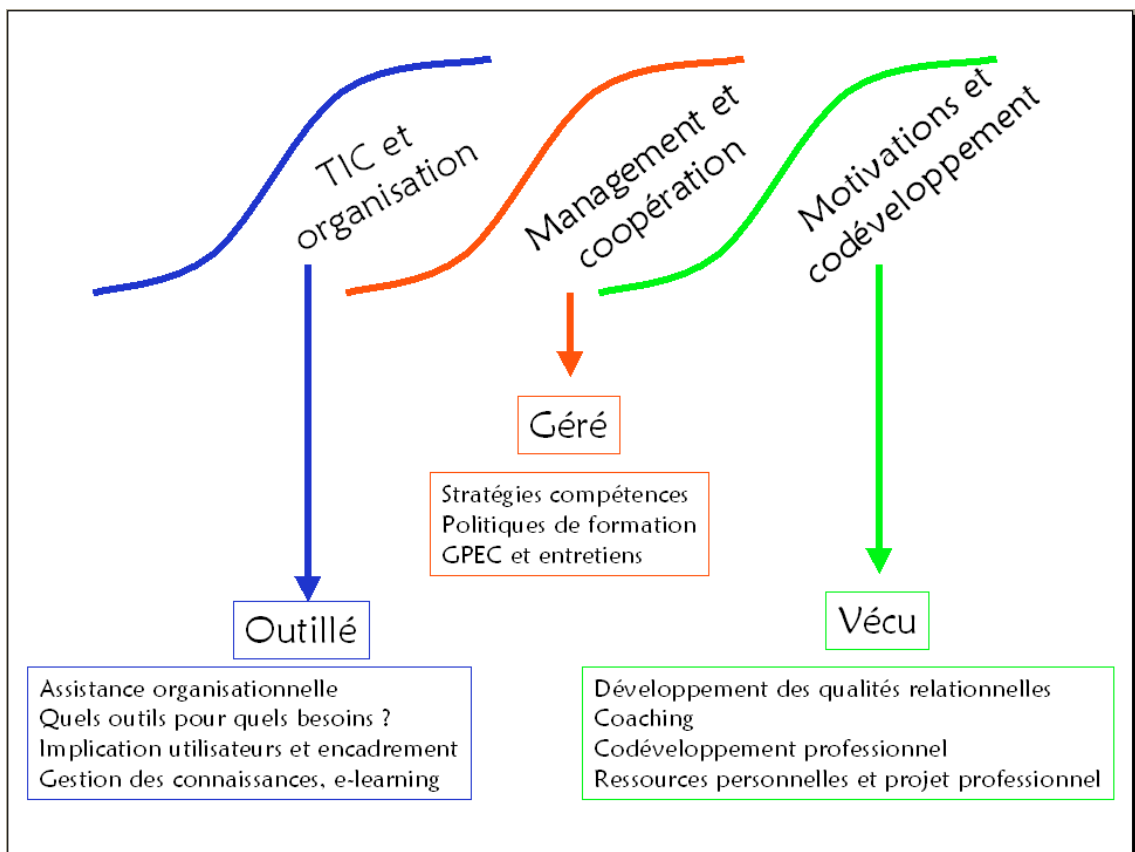 TIC et
organisation
Management et
coopération
Motivations et
codéveloppement
Géré
Stratégies compétences
Politiques de formation
GPEC et entretiens
Outillé
Assistance organisationnelle
Quels outils pour quels besoins ?
Implication utilisateurs et encadrement
Gestion des connaissances, e-learning
Vécu
Développement des qualités relationnelles
Coaching
Codéveloppement professionnel
Ressources personnelles et projet professionnel